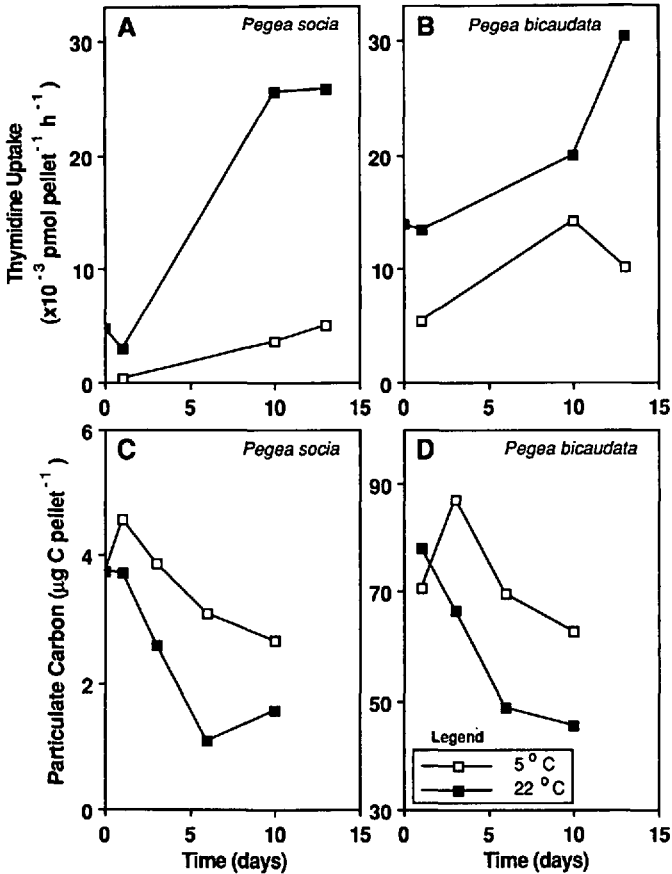 A Pegea socia
B Pegea bicaudata
Thymidine Uptake
(x10⁻³ pmol pellet⁻¹ h⁻¹)
30
20
10
0
0 5 10 15
0 5 10 15
C Pegea socia
D Pegea bicaudata
Particulate Carbon (μg C pellet⁻¹)
6
4
2
0
90
70
50
30
Legend
5 °C
22 °C
0 5 10 15
0 5 10 15
Time (days)
Time (days)